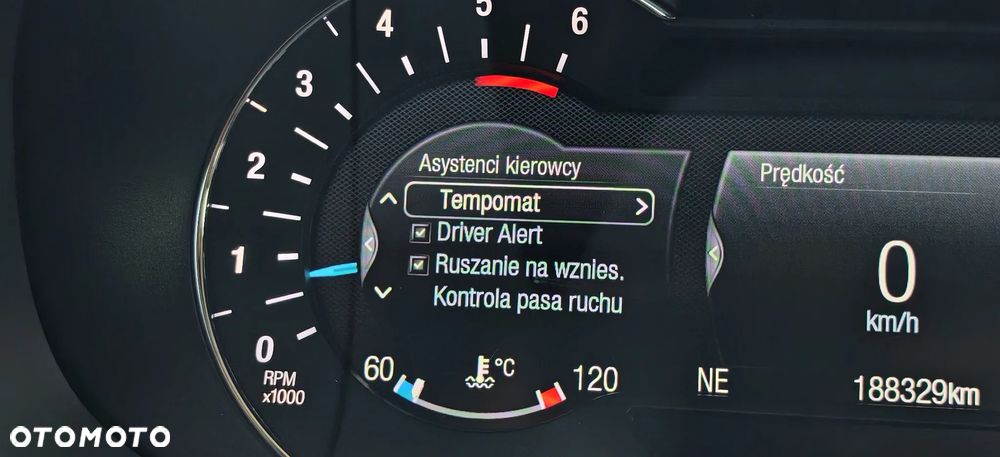 0
1
2
3
4
5
6
RPM
x1000
Asystenci kierowcy
Tempomat
Driver Alert
Ruszanie na wznies.
Kontrola pasa ruchu
60
°C
120
Prędkość
0
km/h
NE
188329km
OTOMOTO